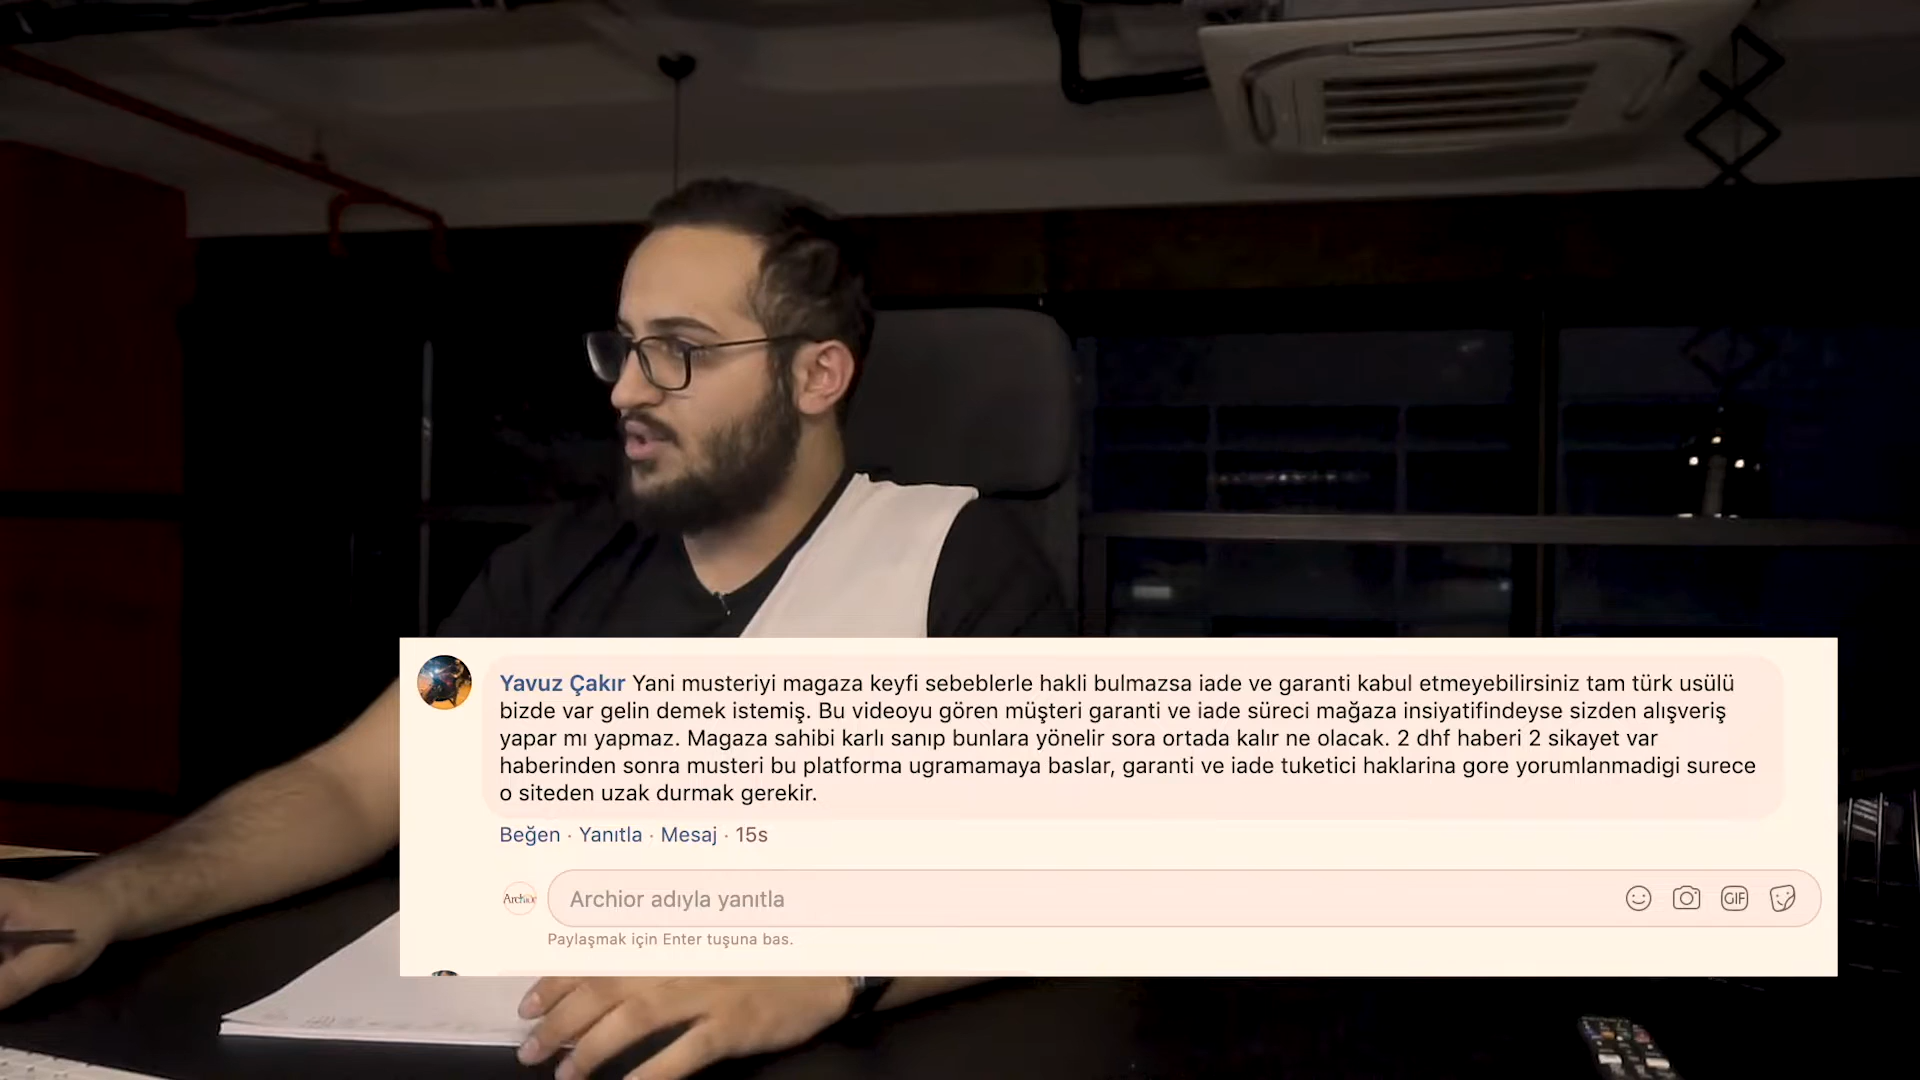 Yavuz Çakır Yani musteriyi magaza keyfi sebeblerle hakli bulmazsa iade ve garanti kabul etmeyebilirsiniz tam türk usülü
bizde var gelin demek istemiş. Bu videoyu gören müşteri garanti ve iade süreci mağaza insiyatifindeyse sizden alışveriş
yapar mı yapmaz. Magaza sahibi karlı sanıp bunlara yönelir sora ortada kalır ne olacak. 2 dhf haberi 2 sikayet var
haberinden sonra musteri bu platforma ugramamaya baslar, garanti ve iade tuketici haklarina gore yorumlanmadigi surece
o siteden uzak durmak gerekir.
Beğen · Yanıtla · Mesaj · 15s
Archior
Archior adıyla yanıtla
GIF
Paylaşmak için Enter tuşuna bas.